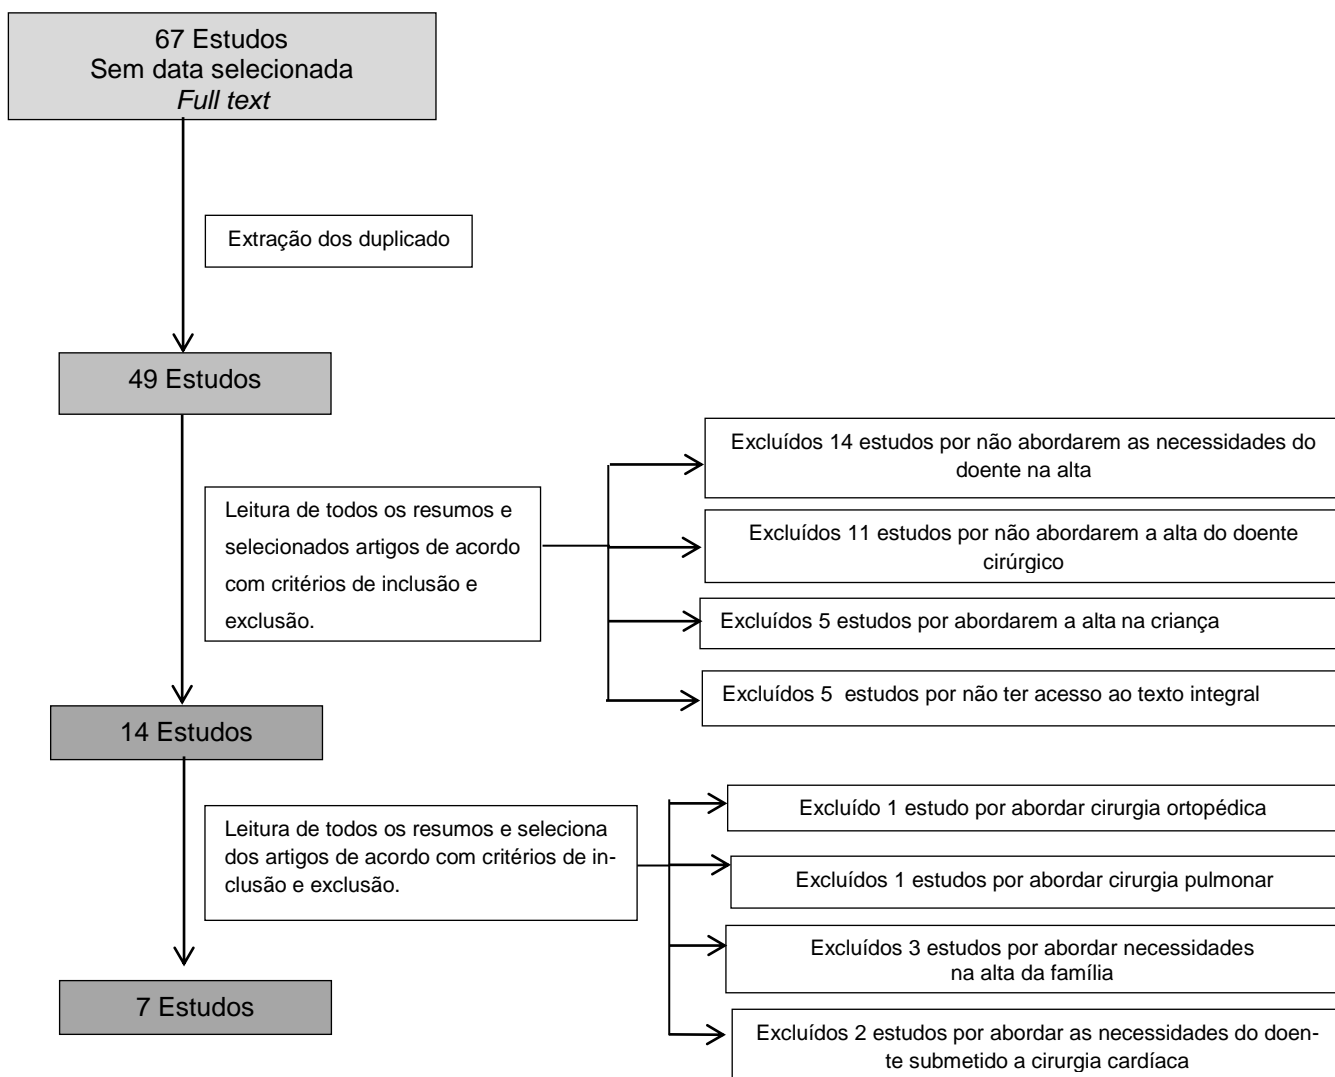 67 Estudos
Sem data selecionada
Full text
Extração dos duplicado
49 Estudos
Leitura de todos os resumos e
selecionados artigos de acordo
com critérios de inclusão e
exclusão.
Excluídos 14 estudos por não abordarem as necessidades do
doente na alta
Excluídos 11 estudos por não abordarem a alta do doente
cirúrgico
Excluídos 5 estudos por abordarem a alta na criança
Excluídos 5 estudos por não ter acesso ao texto integral
14 Estudos
Leitura de todos os resumos e seleciona
dos artigos de acordo com critérios de in-
clusão e exclusão.
Excluído 1 estudo por abordar cirurgia ortopédica
Excluídos 1 estudos por abordar cirurgia pulmonar
Excluídos 3 estudos por abordar necessidades
na alta da família
Excluídos 2 estudos por abordar as necessidades do doen-
te submetido a cirurgia cardíaca
7 Estudos